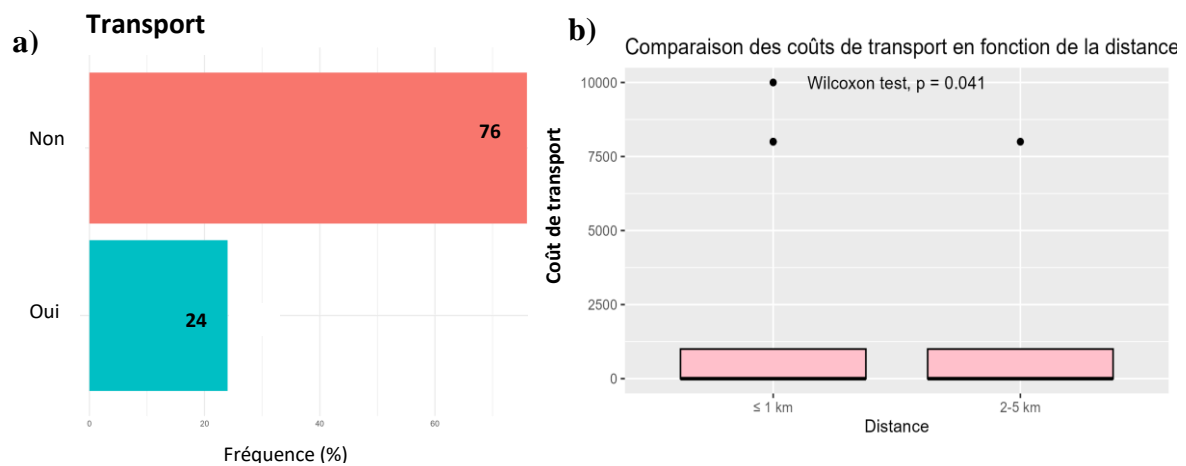 a)
Transport
Non
76
Oui
24
0
20
40
60
Fréquence (%)
b)
Comparaison des coûts de transport en fonction de la distance
Coût de transport
10000
7500
5000
2500
0
Wilcoxon test, p = 0.041
≤ 1 km
2-5 km
Distance